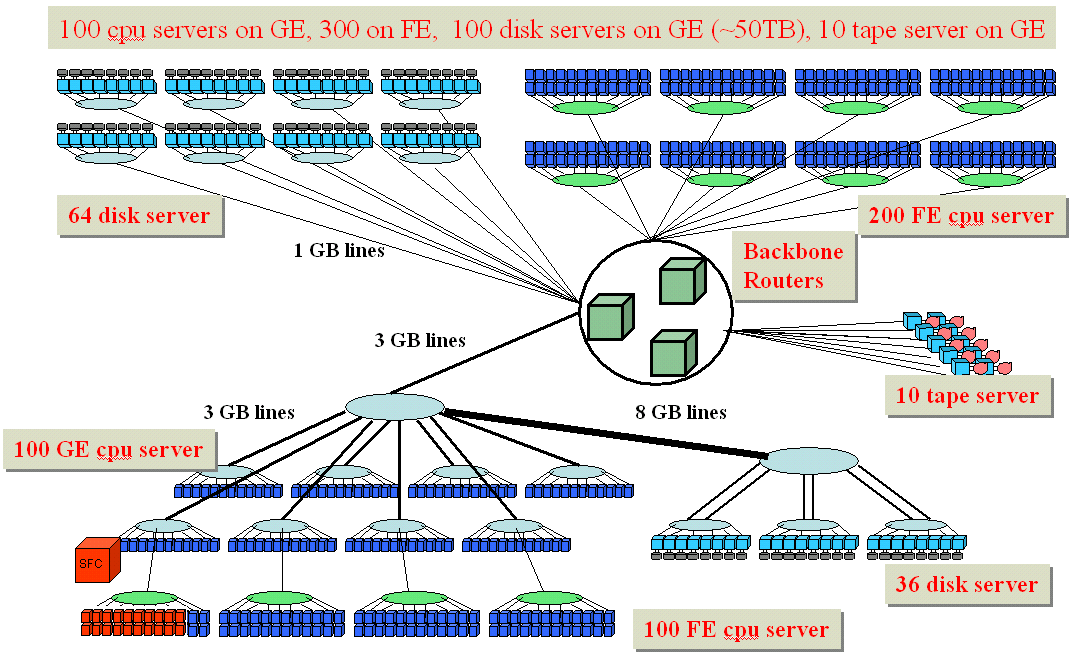 100 cpu servers on GE, 300 on FE, 100 disk servers on GE (~50TB), 10 tape server on GE
64 disk server
200 FE cpu server
1 GB lines
Backbone
Routers
3 GB lines
10 tape server
3 GB lines
8 GB lines
100 GE cpu server
SFC
36 disk server
100 FE cpu server